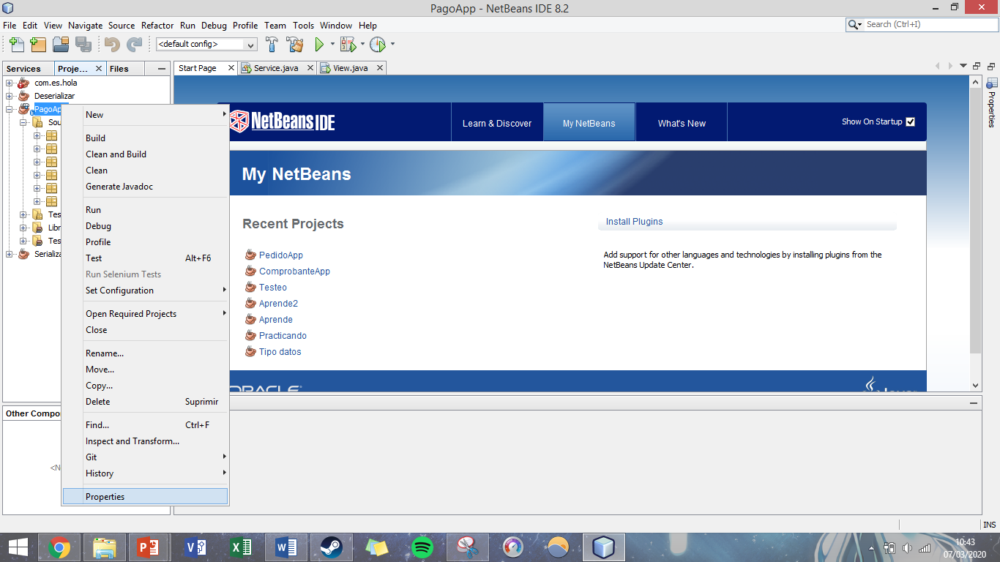 PagoApp - NetBeans IDE 8.2
File Edit View Navigate Source Refactor Run Debug Profile Team Tools Window Help
Search (Ctrl+I)
<default config>
Services Proje... Files
Start Page Service.java View.java
com.es.hola
Deserializar
PagoAp
Sou
Tes
Libr
Tes
Serializa
New
Build
Clean and Build
Clean
Generate Javadoc
Run
Debug
Profile
Test Alt+F6
Run Selenium Tests
Set Configuration
Open Required Projects
Close
Rename...
Move...
Copy...
Delete Suprimir
Find... Ctrl+F
Inspect and Transform...
Git
History
Properties
Other Compo
<N
NetBeans IDE
Learn & Discover
My NetBeans
What's New
Show On Startup
My NetBeans
Recent Projects
PedidoApp
ComprobanteApp
Testeo
Aprende2
Aprende
Practicando
Tipo datos
Install Plugins
Add support for other languages and technologies by installing plugins from the
NetBeans Update Center.
ORACLE
Java
Properties
INS
10:43
07/03/2020